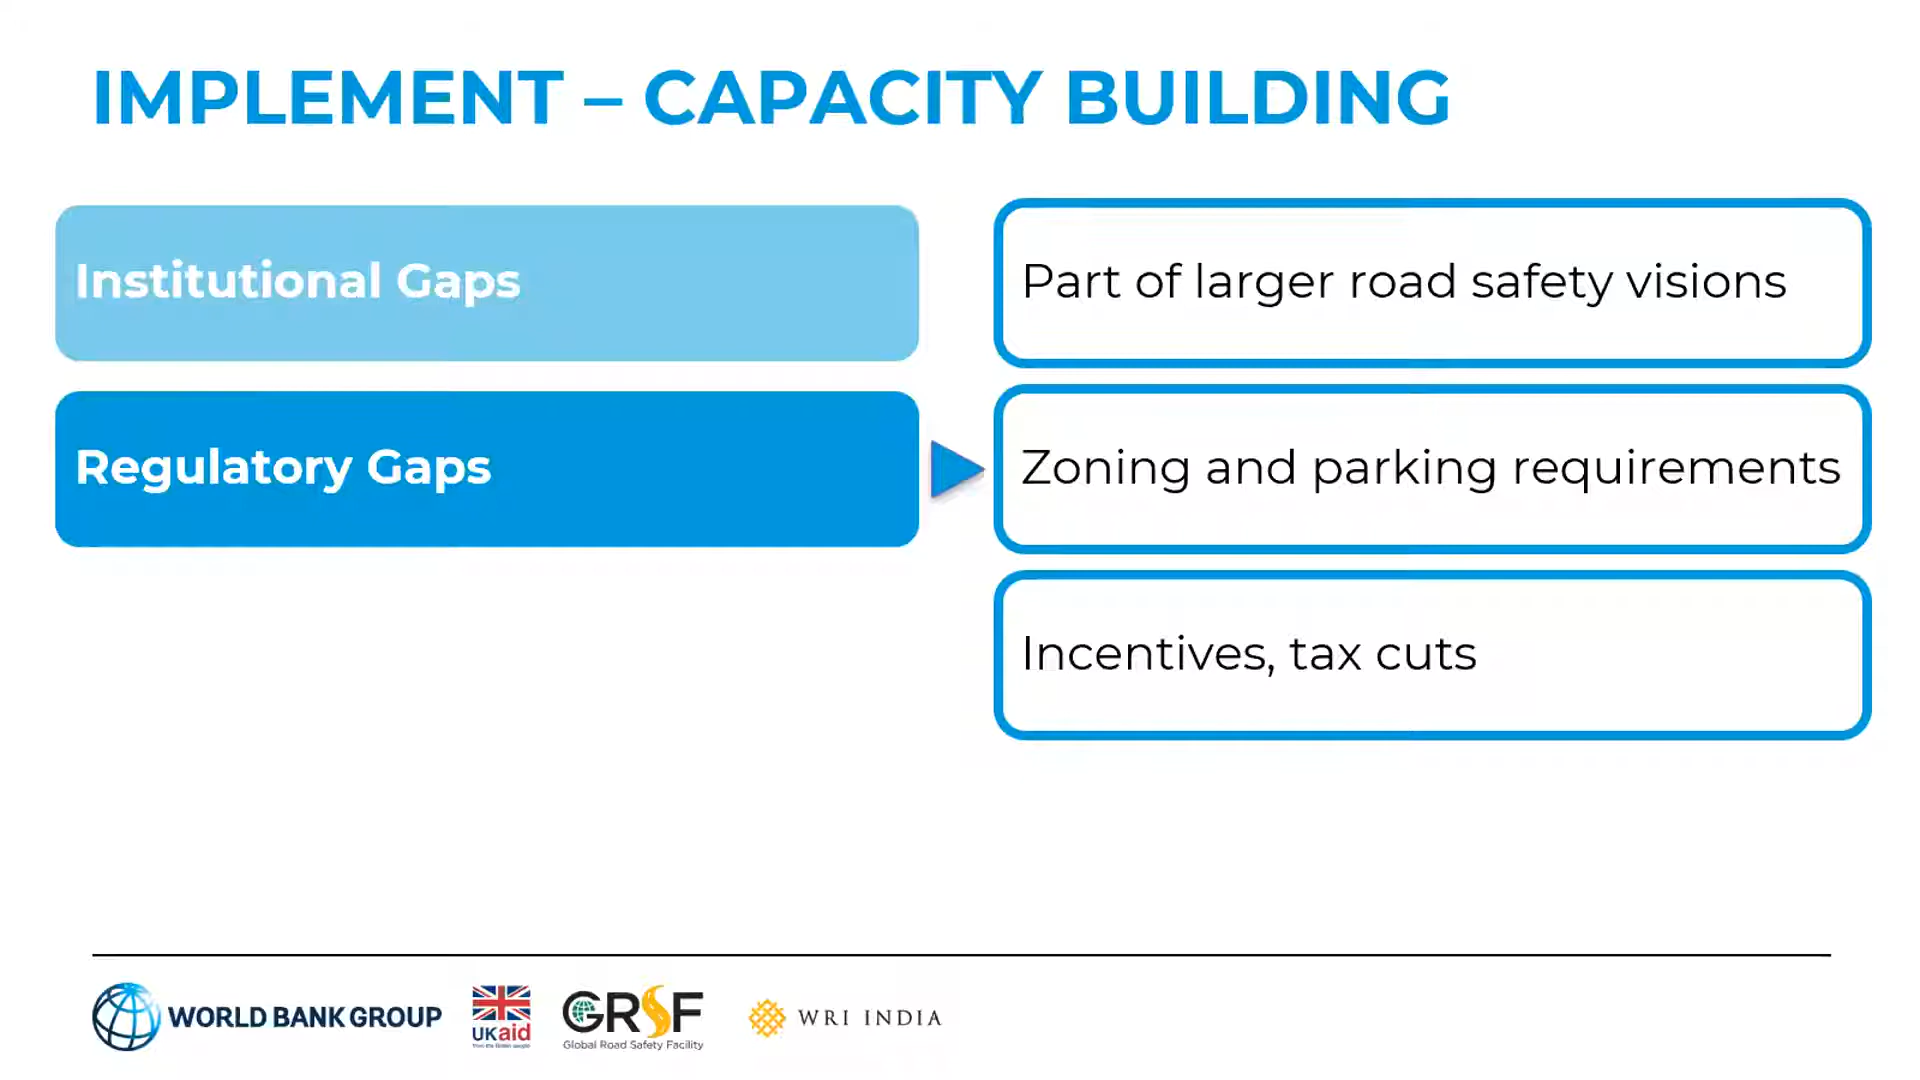 IMPLEMENT – CAPACITY BUILDING
Institutional Gaps
Regulatory Gaps
Part of larger road safety visions
Zoning and parking requirements
Incentives, tax cuts
WORLD BANK GROUP
UKaid
GRSF
Global Road Safety Facility
WRI INDIA